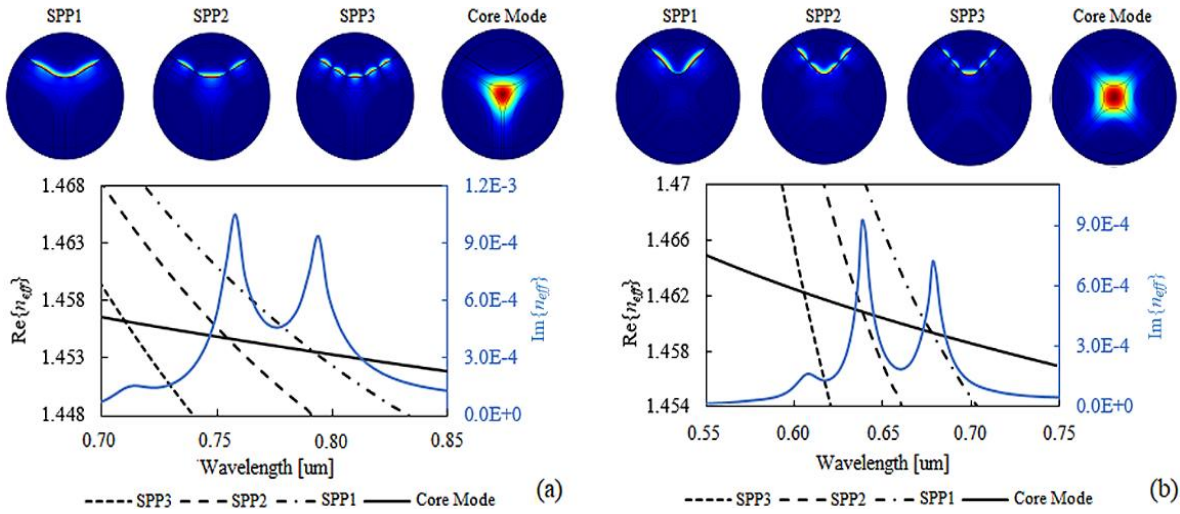 SPP1 SPP2 SPP3 Core Mode
1.468
1.463
1.458
1.453
1.448
Re{n_eff}
1.2E-3
9.0E-4
6.0E-4
3.0E-4
0.0E+0
Im{n_eff}
0.70 0.75 0.80 0.85
Wavelength [um]
(a)
SPP3 SPP2 SPP1 Core Mode
SPP1 SPP2 SPP3 Core Mode
1.47
1.466
1.462
1.458
1.454
Re{n_eff}
9.0E-4
6.0E-4
3.0E-4
0.0E+0
Im{n_eff}
0.55 0.60 0.65 0.70 0.75
Wavelength [um]
(b)
SPP3 SPP2 SPP1 Core Mode